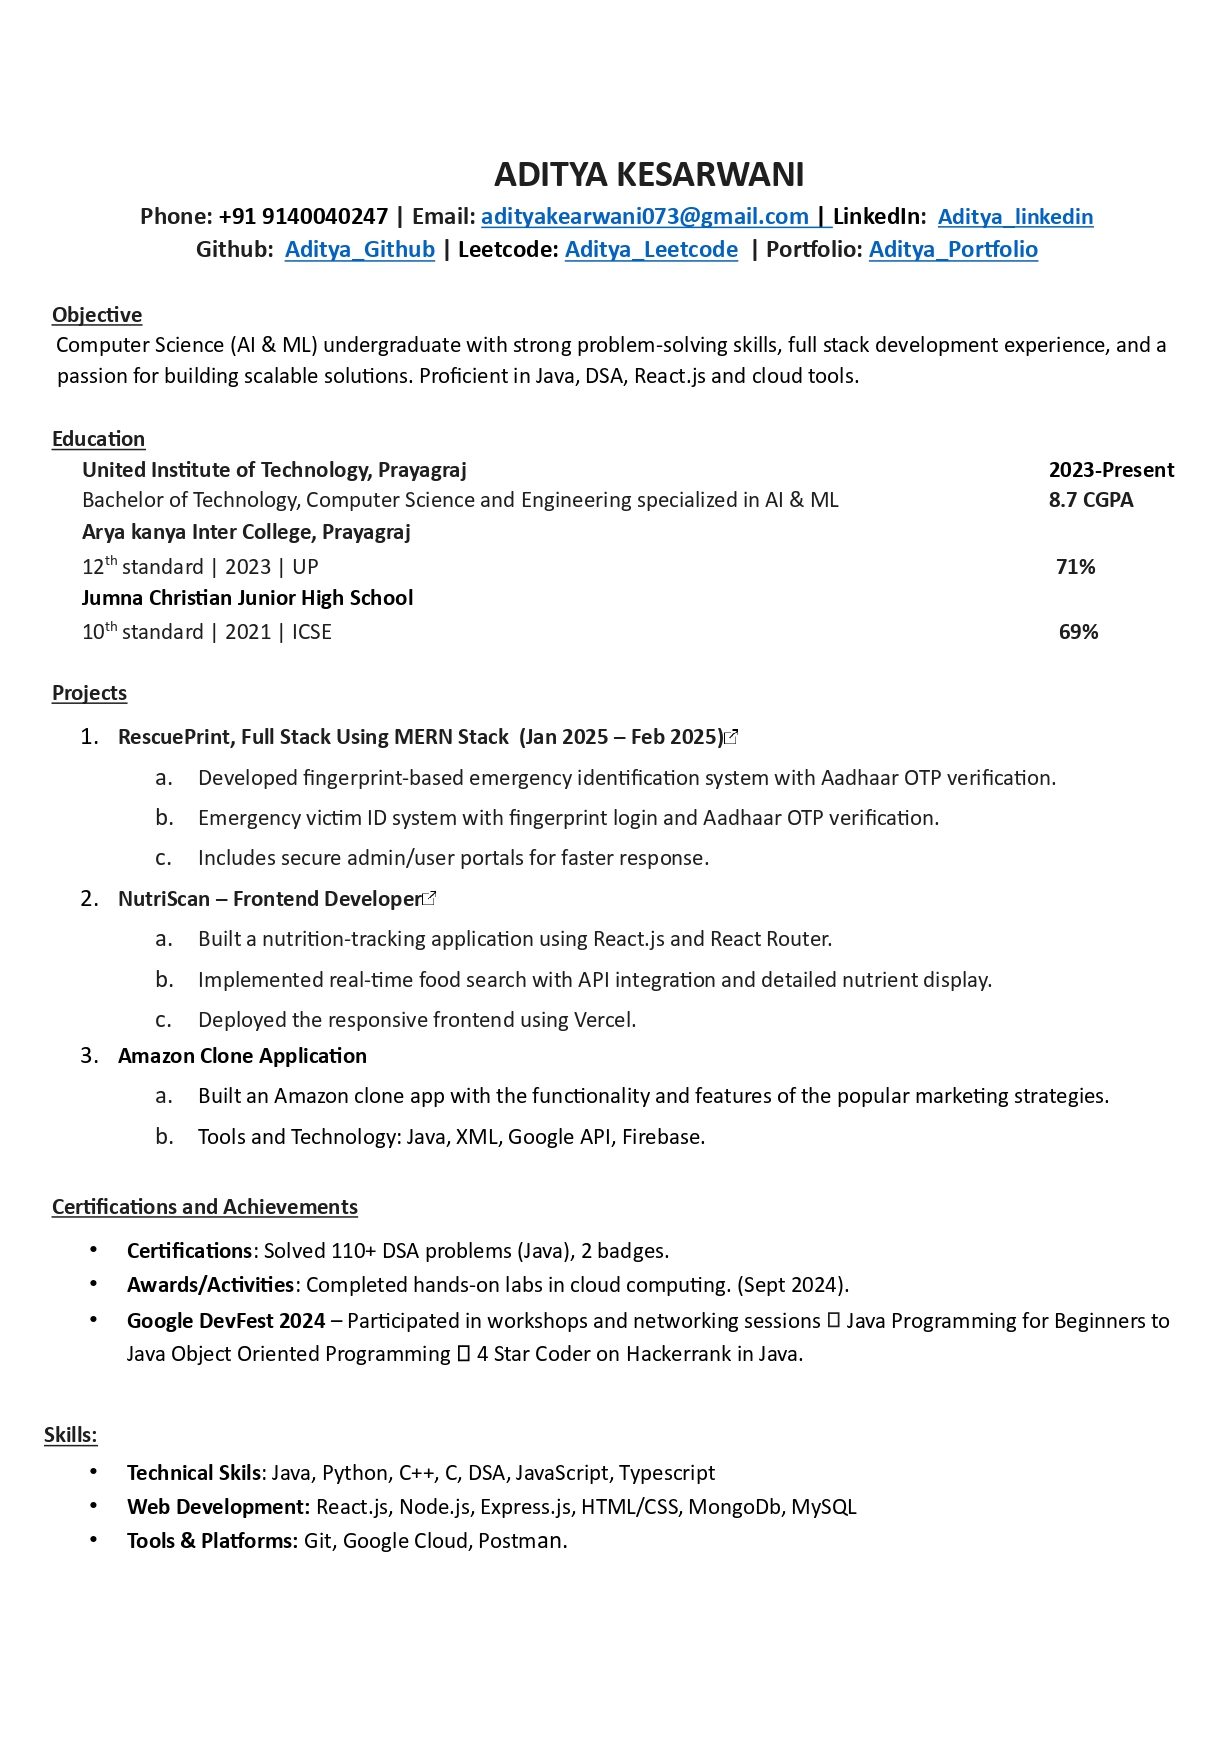 ADITYA KESARWANI
Phone: +91 9140040247 | Email: adityakearwani073@gmail.com | LinkedIn: Aditya_linkedin
Github: Aditya_Github | Leetcode: Aditya_Leetcode | Portfolio: Aditya_Portfolio
Objective
Computer Science (AI & ML) undergraduate with strong problem-solving skills, full stack development experience, and a
passion for building scalable solutions. Proficient in Java, DSA, React.js and cloud tools.
Education
United Institute of Technology, Prayagraj 2023-Present
Bachelor of Technology, Computer Science and Engineering specialized in AI & ML 8.7 CGPA
Arya kanya Inter College, Prayagraj
12th standard | 2023 | UP 71%
Jumna Christian Junior High School
10th standard | 2021 | ICSE 69%
Projects
1. RescuePrint, Full Stack Using MERN Stack (Jan 2025 – Feb 2025)
a. Developed fingerprint-based emergency identification system with Aadhaar OTP verification.
b. Emergency victim ID system with fingerprint login and Aadhaar OTP verification.
c. Includes secure admin/user portals for faster response.
2. NutriScan – Frontend Developer
a. Built a nutrition-tracking application using React.js and React Router.
b. Implemented real-time food search with API integration and detailed nutrient display.
c. Deployed the responsive frontend using Vercel.
3. Amazon Clone Application
a. Built an Amazon clone app with the functionality and features of the popular marketing strategies.
b. Tools and Technology: Java, XML, Google API, Firebase.
Certifications and Achievements
• Certifications: Solved 110+ DSA problems (Java), 2 badges.
• Awards/Activities: Completed hands-on labs in cloud computing. (Sept 2024).
• Google DevFest 2024 – Participated in workshops and networking sessions  Java Programming for Beginners to
Java Object Oriented Programming  4 Star Coder on Hackerrank in Java.
Skills:
• Technical Skils: Java, Python, C++, C, DSA, JavaScript, Typescript
• Web Development: React.js, Node.js, Express.js, HTML/CSS, MongoDb, MySQL
• Tools & Platforms: Git, Google Cloud, Postman.